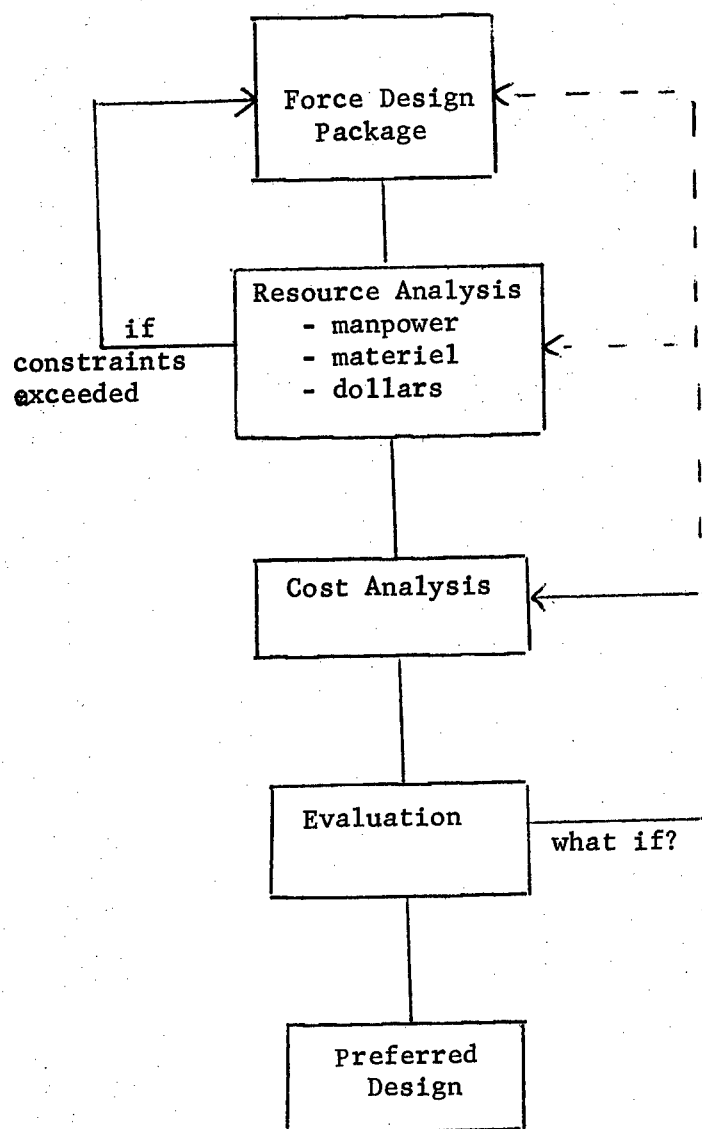 Force Design
Package
Resource Analysis
- manpower
- materiel
- dollars
if
constraints
exceeded
Cost Analysis
Evaluation
what if?
Preferred
Design